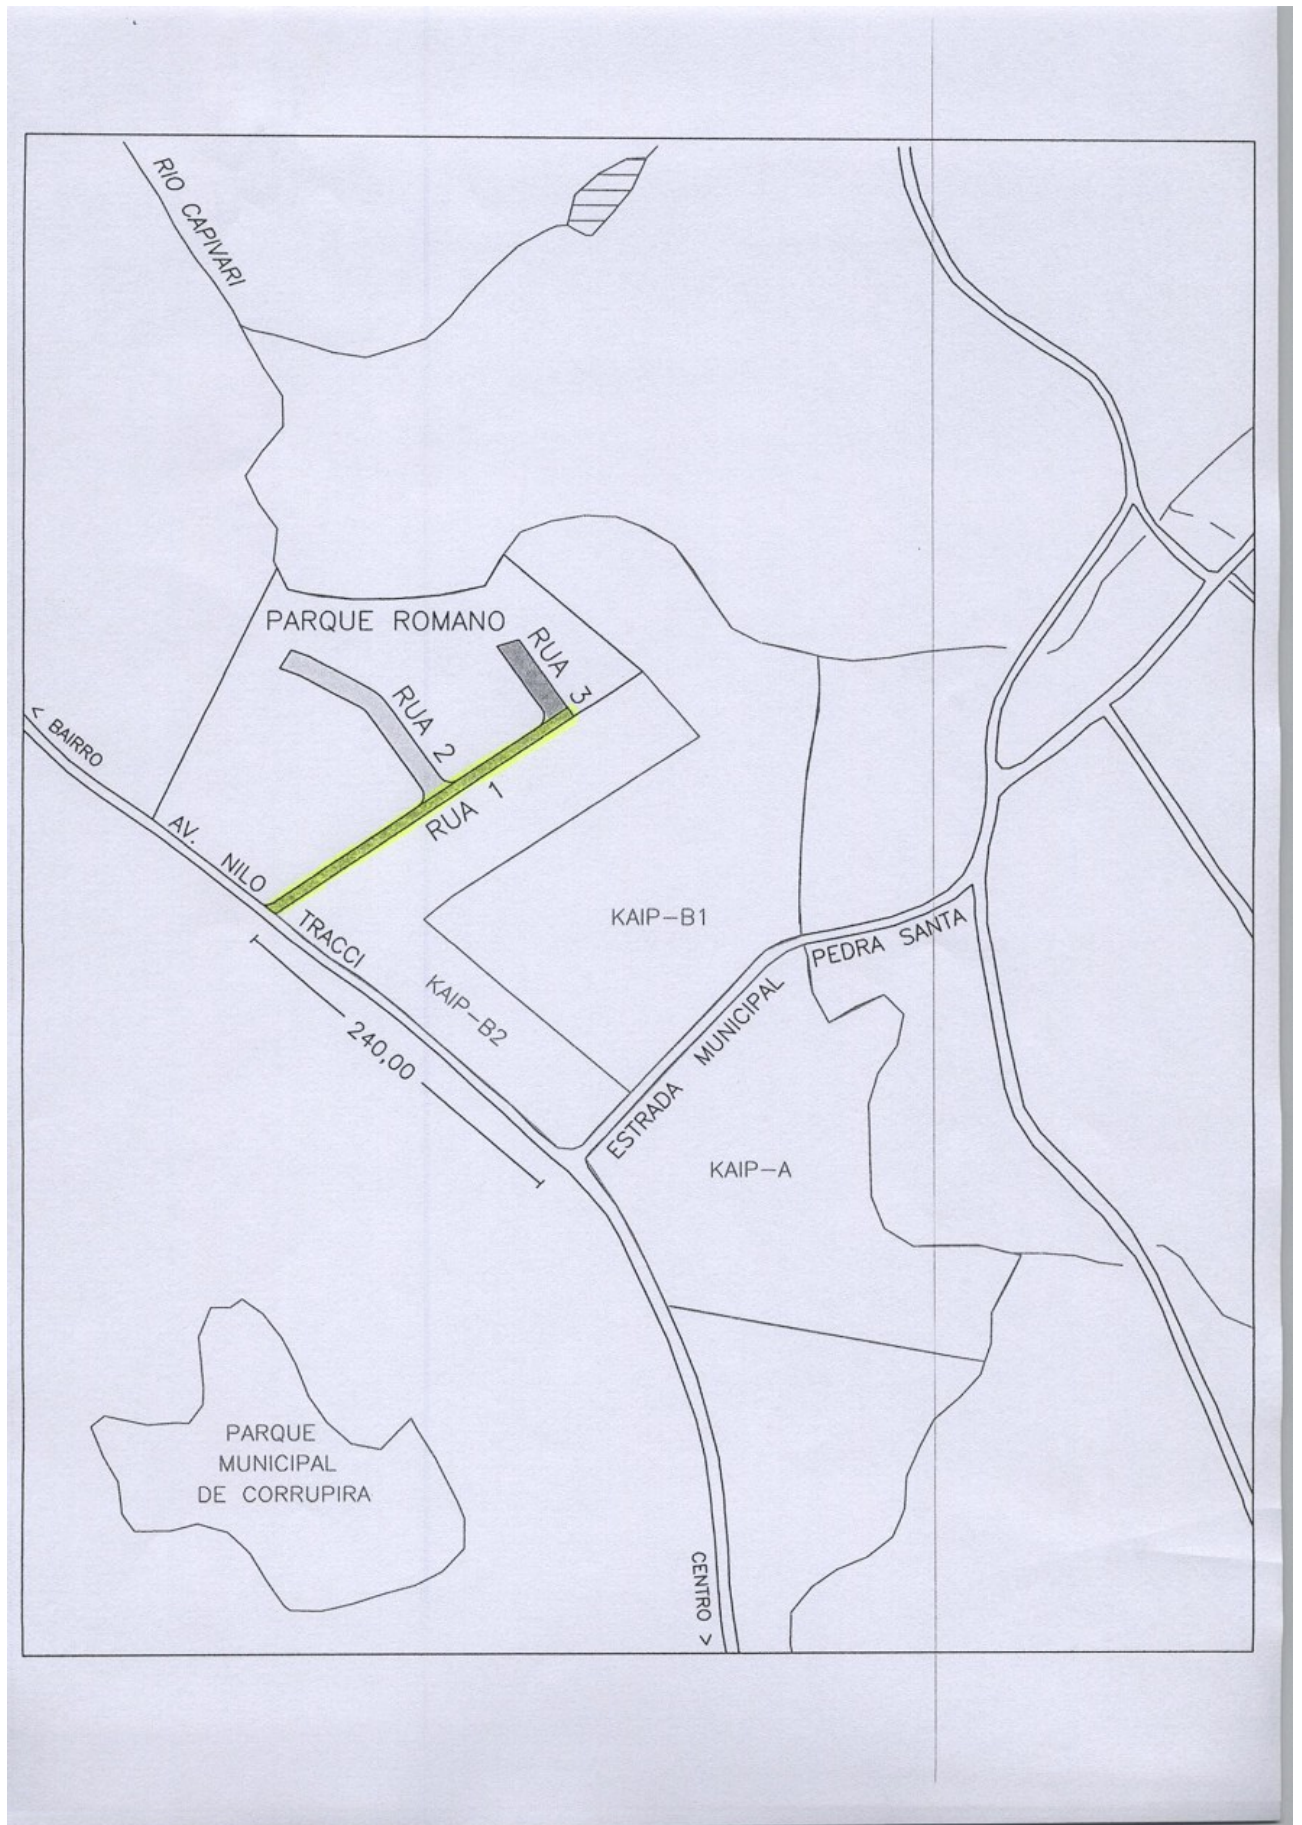 RIO CAPIVARI
PARQUE ROMANO
RUA 3
RUA 2
RUA 1
< BAIRRO
AV. NILO TRACCI
240,00
KAIP-B1
KAIP-B2
ESTRADA MUNICIPAL PEDRA SANTA
KAIP-A
PARQUE
MUNICIPAL
DE CORRUPIRA
CENTRO >